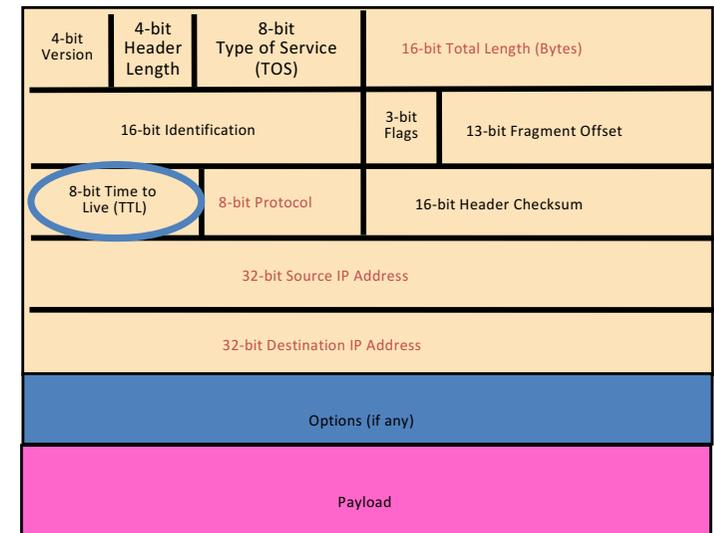 4-bit
Version
4-bit
Header
Length
8-bit
Type of Service
(TOS)
16-bit Total Length (Bytes)
16-bit Identification
3-bit
Flags
13-bit Fragment Offset
8-bit Time to
Live (TTL)
8-bit Protocol
16-bit Header Checksum
32-bit Source IP Address
32-bit Destination IP Address
Options (if any)
Payload